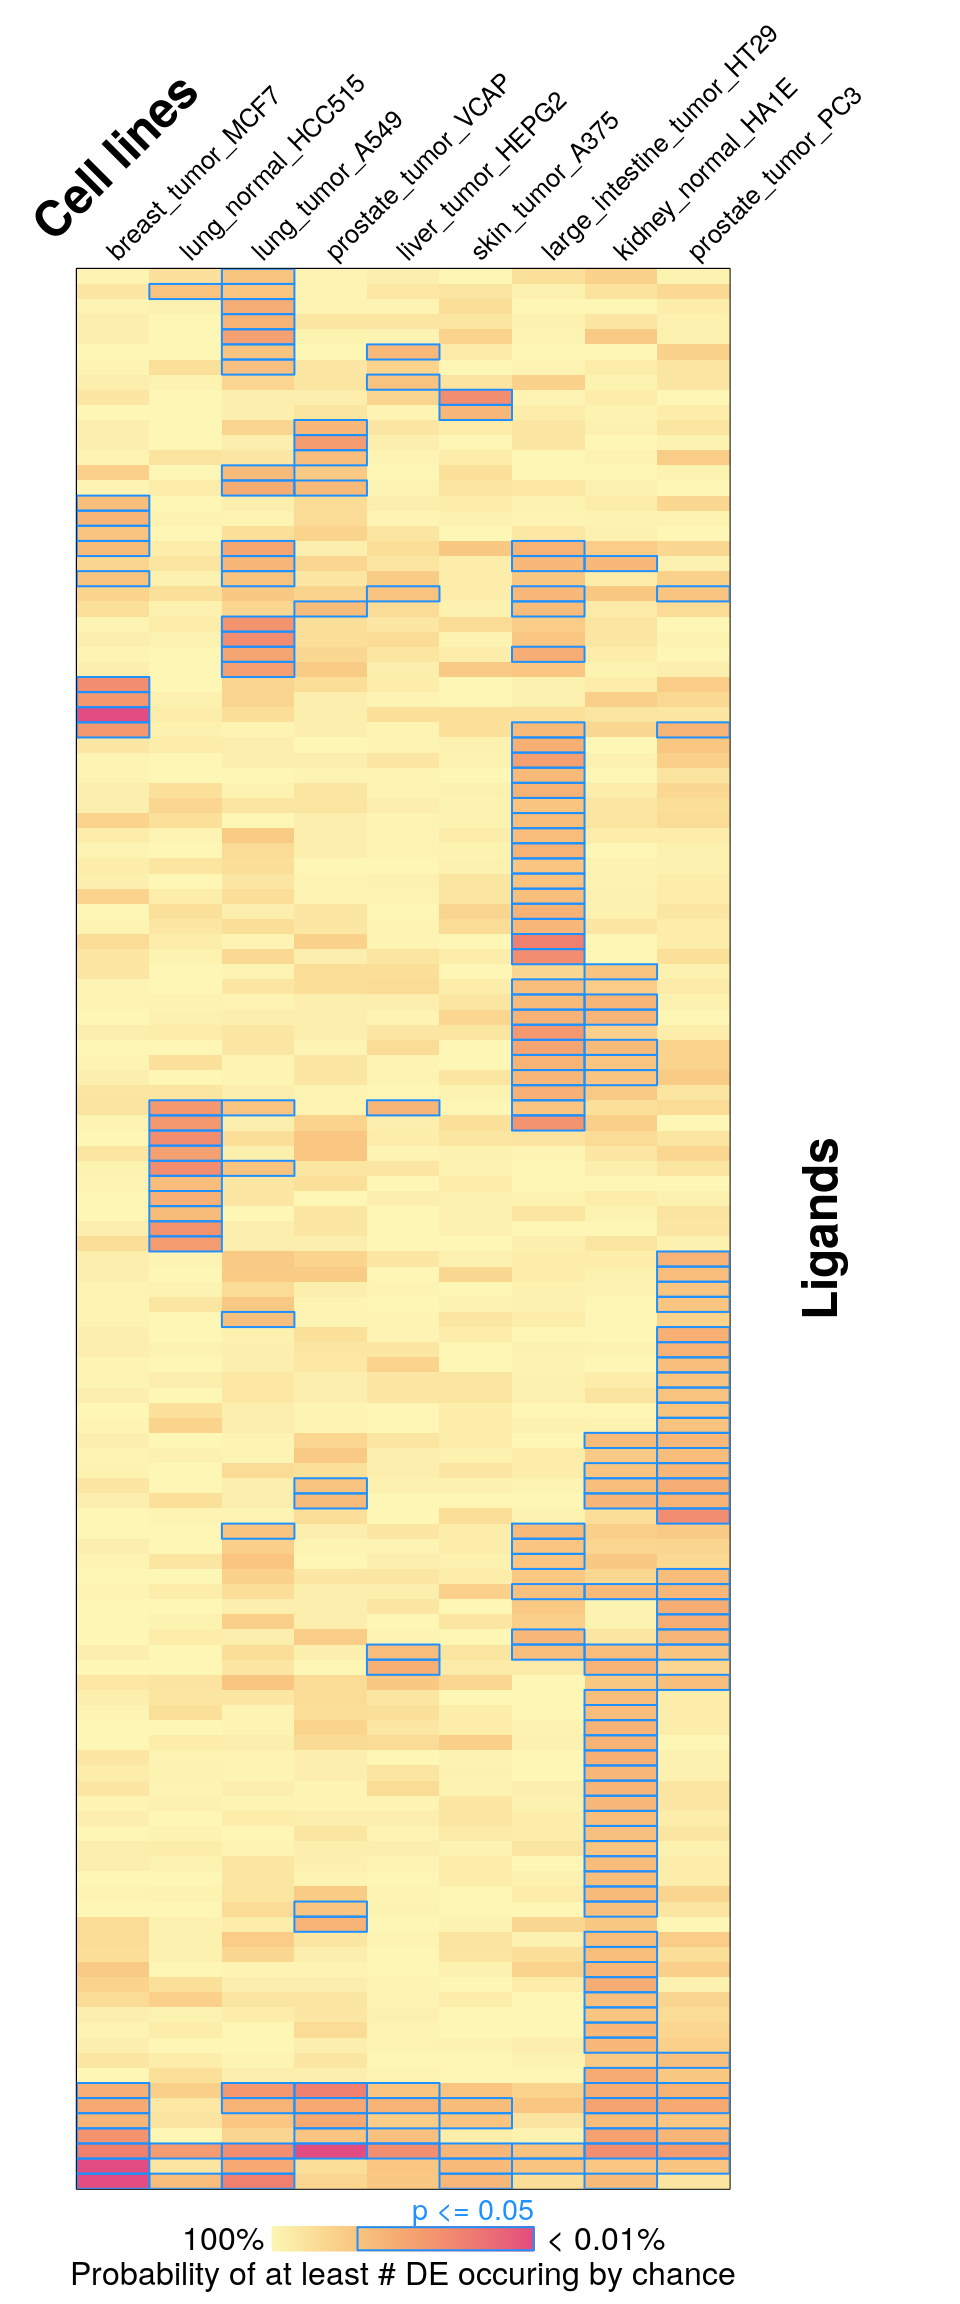 Cell lines
breast_tumor_MCF7
lung_normal_HCC515
lung_tumor_A549
prostate_tumor_VCAP
liver_tumor_HEPG2
skin_tumor_A375
large_intestine_tumor_HT29
kidney_normal_HA1E
prostate_tumor_PC3
Ligands
p <= 0.05
100% < 0.01%
Probability of at least # DE occuring by chance